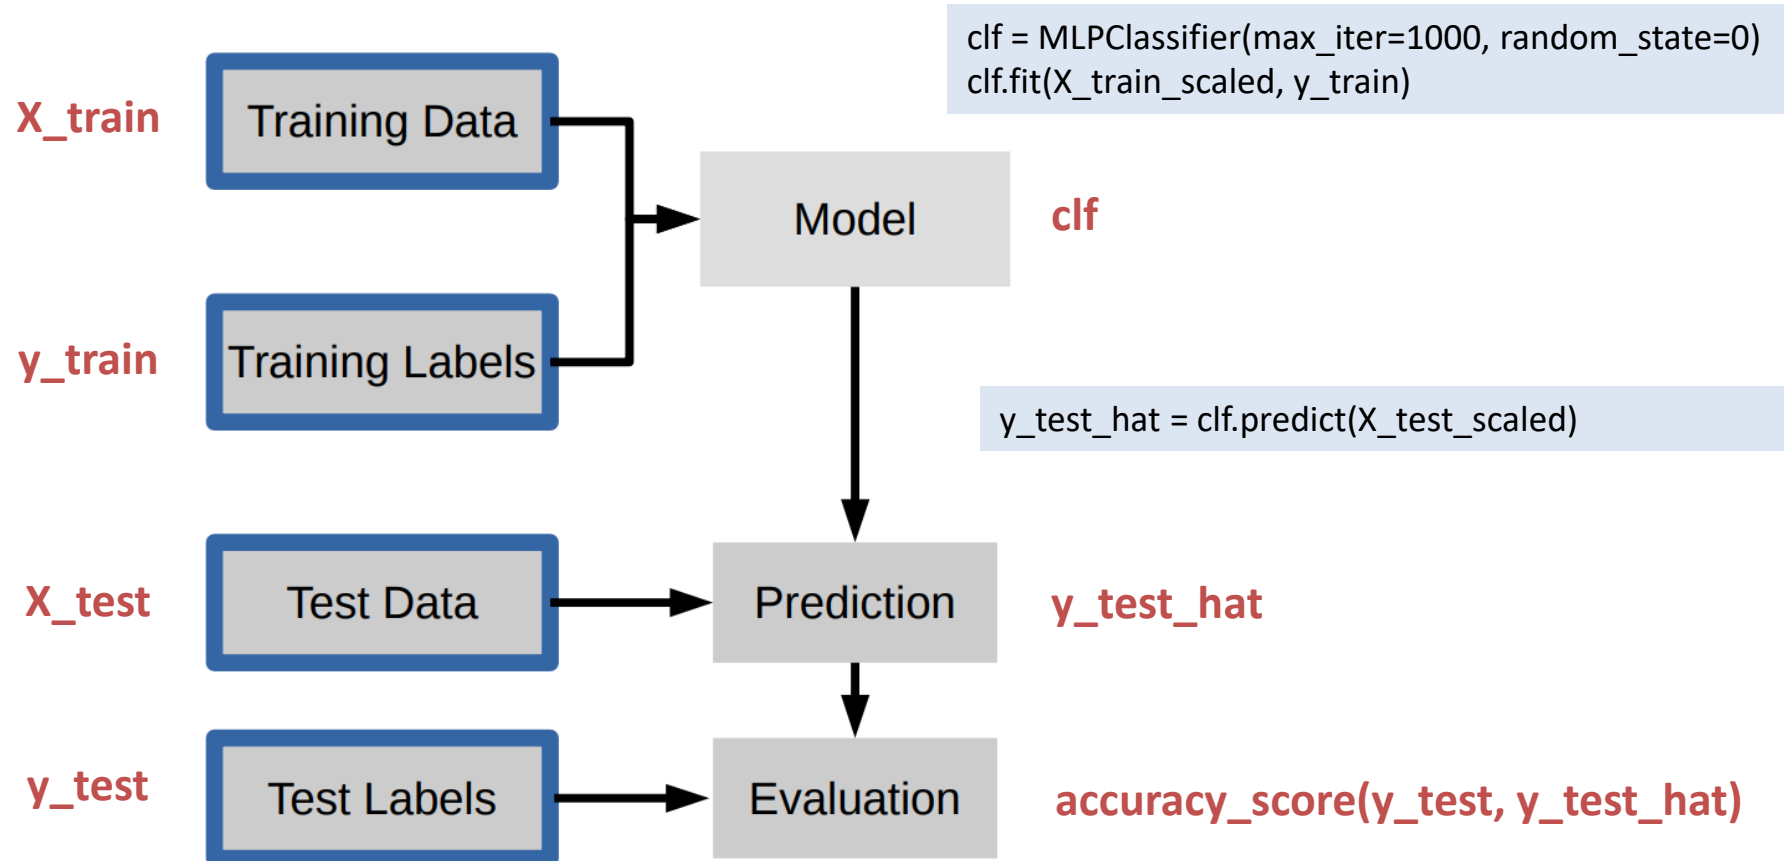 clf = MLPClassifier(max_iter=1000, random_state=0)
clf.fit(X_train_scaled, y_train)
X_train
Training Data
Model
clf
y_train
Training Labels
y_test_hat = clf.predict(X_test_scaled)
X_test
Test Data
Prediction
y_test_hat
y_test
Test Labels
Evaluation
accuracy_score(y_test, y_test_hat)